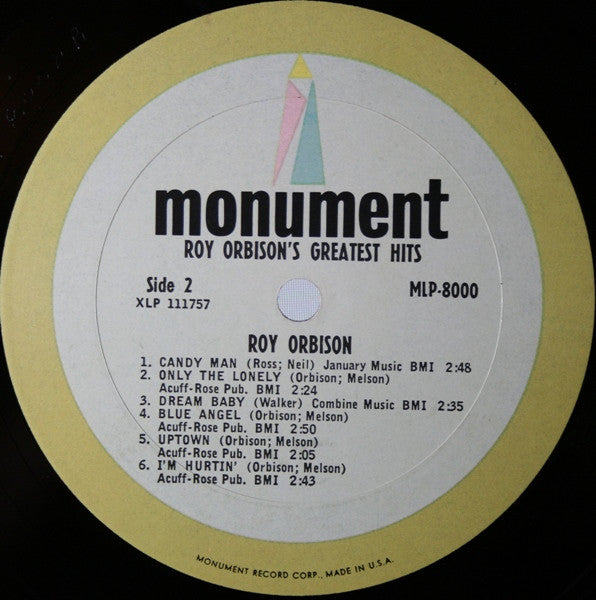 monument
ROY ORBISON'S GREATEST HITS
Side 2 MLP-8000
XLP 111757
ROY ORBISON
1. CANDY MAN (Ross; Neil) January Music BMI 2:48
2. ONLY THE LONELY (Orbison; Melson)
Acuff-Rose Pub. BMI 2:24
3. DREAM BABY (Walker) Combine Music BMI 2:35
4. BLUE ANGEL (Orbison; Melson)
Acuff-Rose Pub. BMI 2:50
5. UPTOWN (Orbison; Melson)
Acuff-Rose Pub. BMI 2:05
6. I'M HURTIN' (Orbison; Melson)
Acuff-Rose Pub. BMI 2:43
MONUMENT RECORD CORP., MADE IN U.S.A.